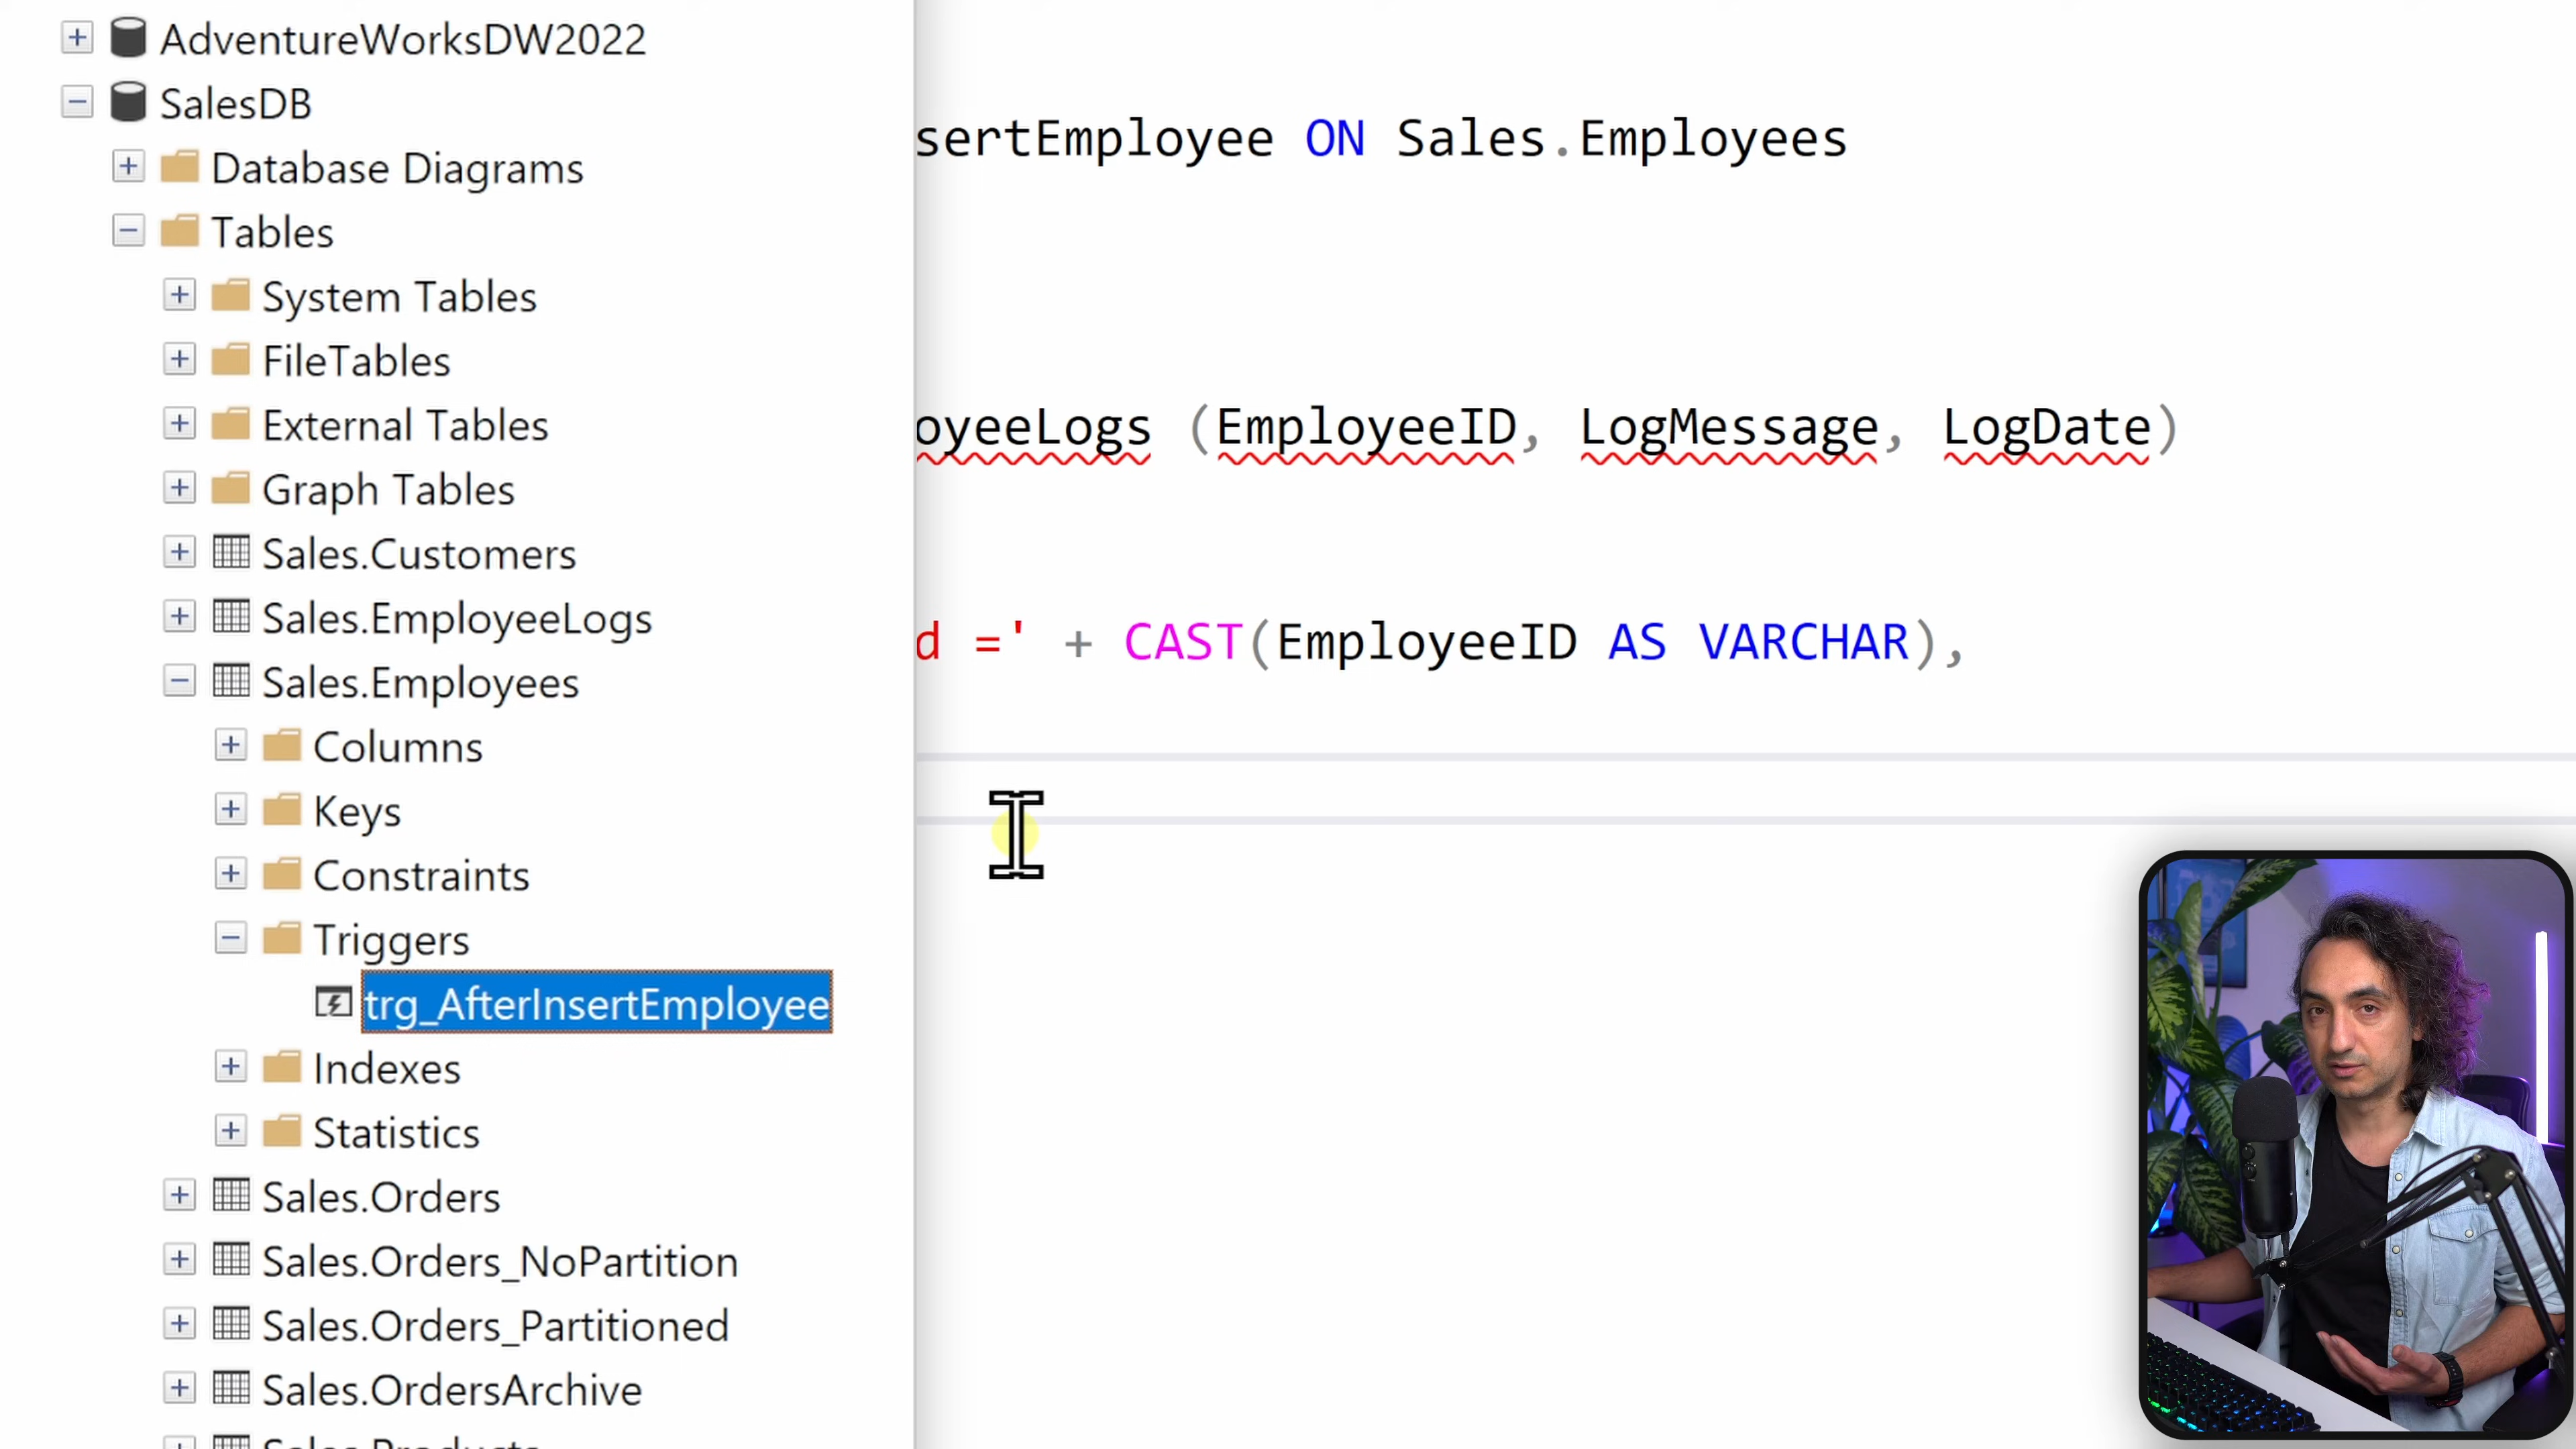 AdventureWorksDW2022
SalesDB
Database Diagrams
Tables
System Tables
FileTables
External Tables
Graph Tables
Sales.Customers
Sales.EmployeeLogs
Sales.Employees
Columns
Keys
Constraints
Triggers
trg_AfterInsertEmployee
Indexes
Statistics
Sales.Orders
Sales.Orders_NoPartition
Sales.Orders_Partitioned
Sales.OrdersArchive
Sales.Products
sertEmployee ON Sales.Employees
oyeeLogs (EmployeeID, LogMessage, LogDate)
d =' + CAST(EmployeeID AS VARCHAR),